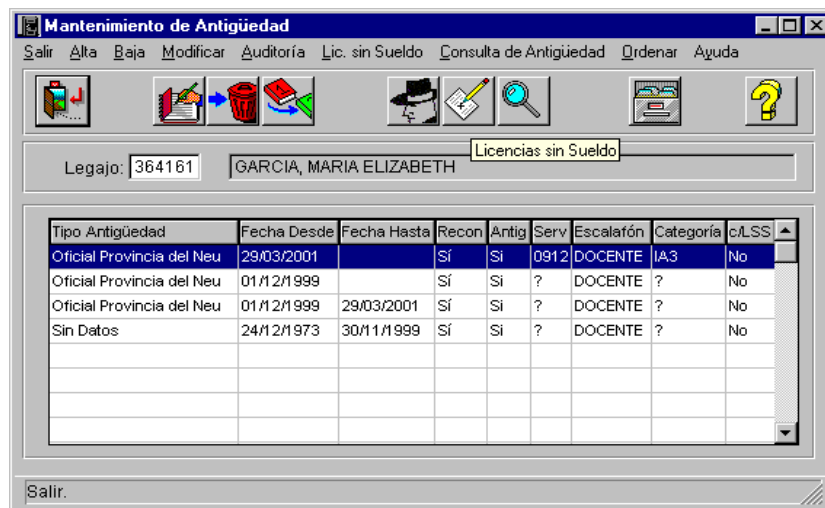 Mantenimiento de Antigüedad
Salir Alta Baja Modificar Auditoría Lic. sin Sueldo Consulta de Antigüedad Ordenar Ayuda
Licencias sin Sueldo
Legajo: 364161 GARCIA, MARIA ELIZABETH
Tipo Antigüedad Fecha Desde Fecha Hasta Recon Antig Serv Escalafón Categoría c/LSS
Oficial Provincia del Neu 29/03/2001 Sí Si 0912 DOCENTE IA3 No
Oficial Provincia del Neu 01/12/1999 Sí Si ? DOCENTE ? No
Oficial Provincia del Neu 01/12/1999 29/03/2001 Sí Si ? DOCENTE ? No
Sin Datos 24/12/1973 30/11/1999 Sí Si ? DOCENTE ? No
Salir.